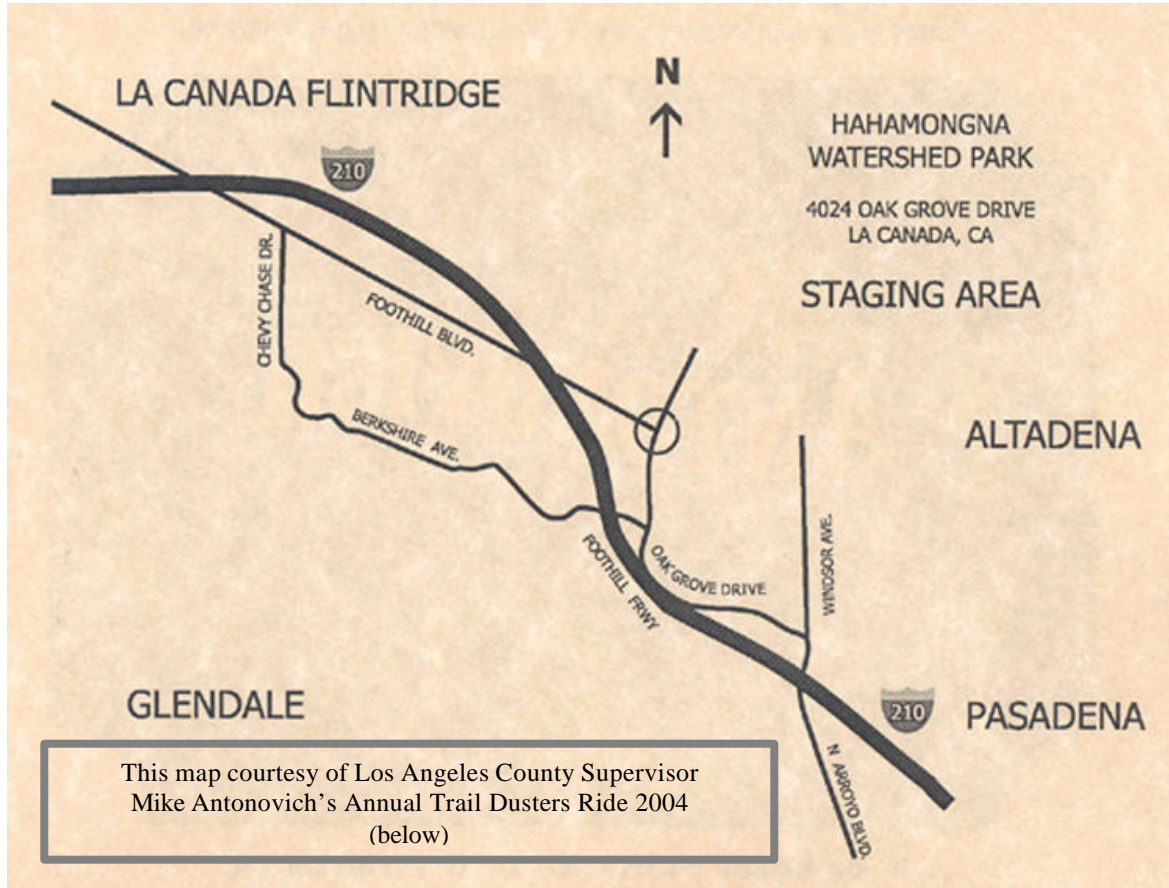 LA CANADA FLINTRIDGE
N
210
HAHAMONGNA
WATERSHED PARK
4024 OAK GROVE DRIVE
LA CANADA, CA
STAGING AREA
CHEVY CHASE DR.
FOOTHILL BLVD.
BERKSHIRE AVE.
ALTADENA
WINDSOR AVE.
OAK GROVE DRIVE
FOOTHILL FRWY
GLENDALE
210
PASADENA
N ARROYO BLVD.
This map courtesy of Los Angeles County Supervisor
Mike Antonovich's Annual Trail Dusters Ride 2004
(below)